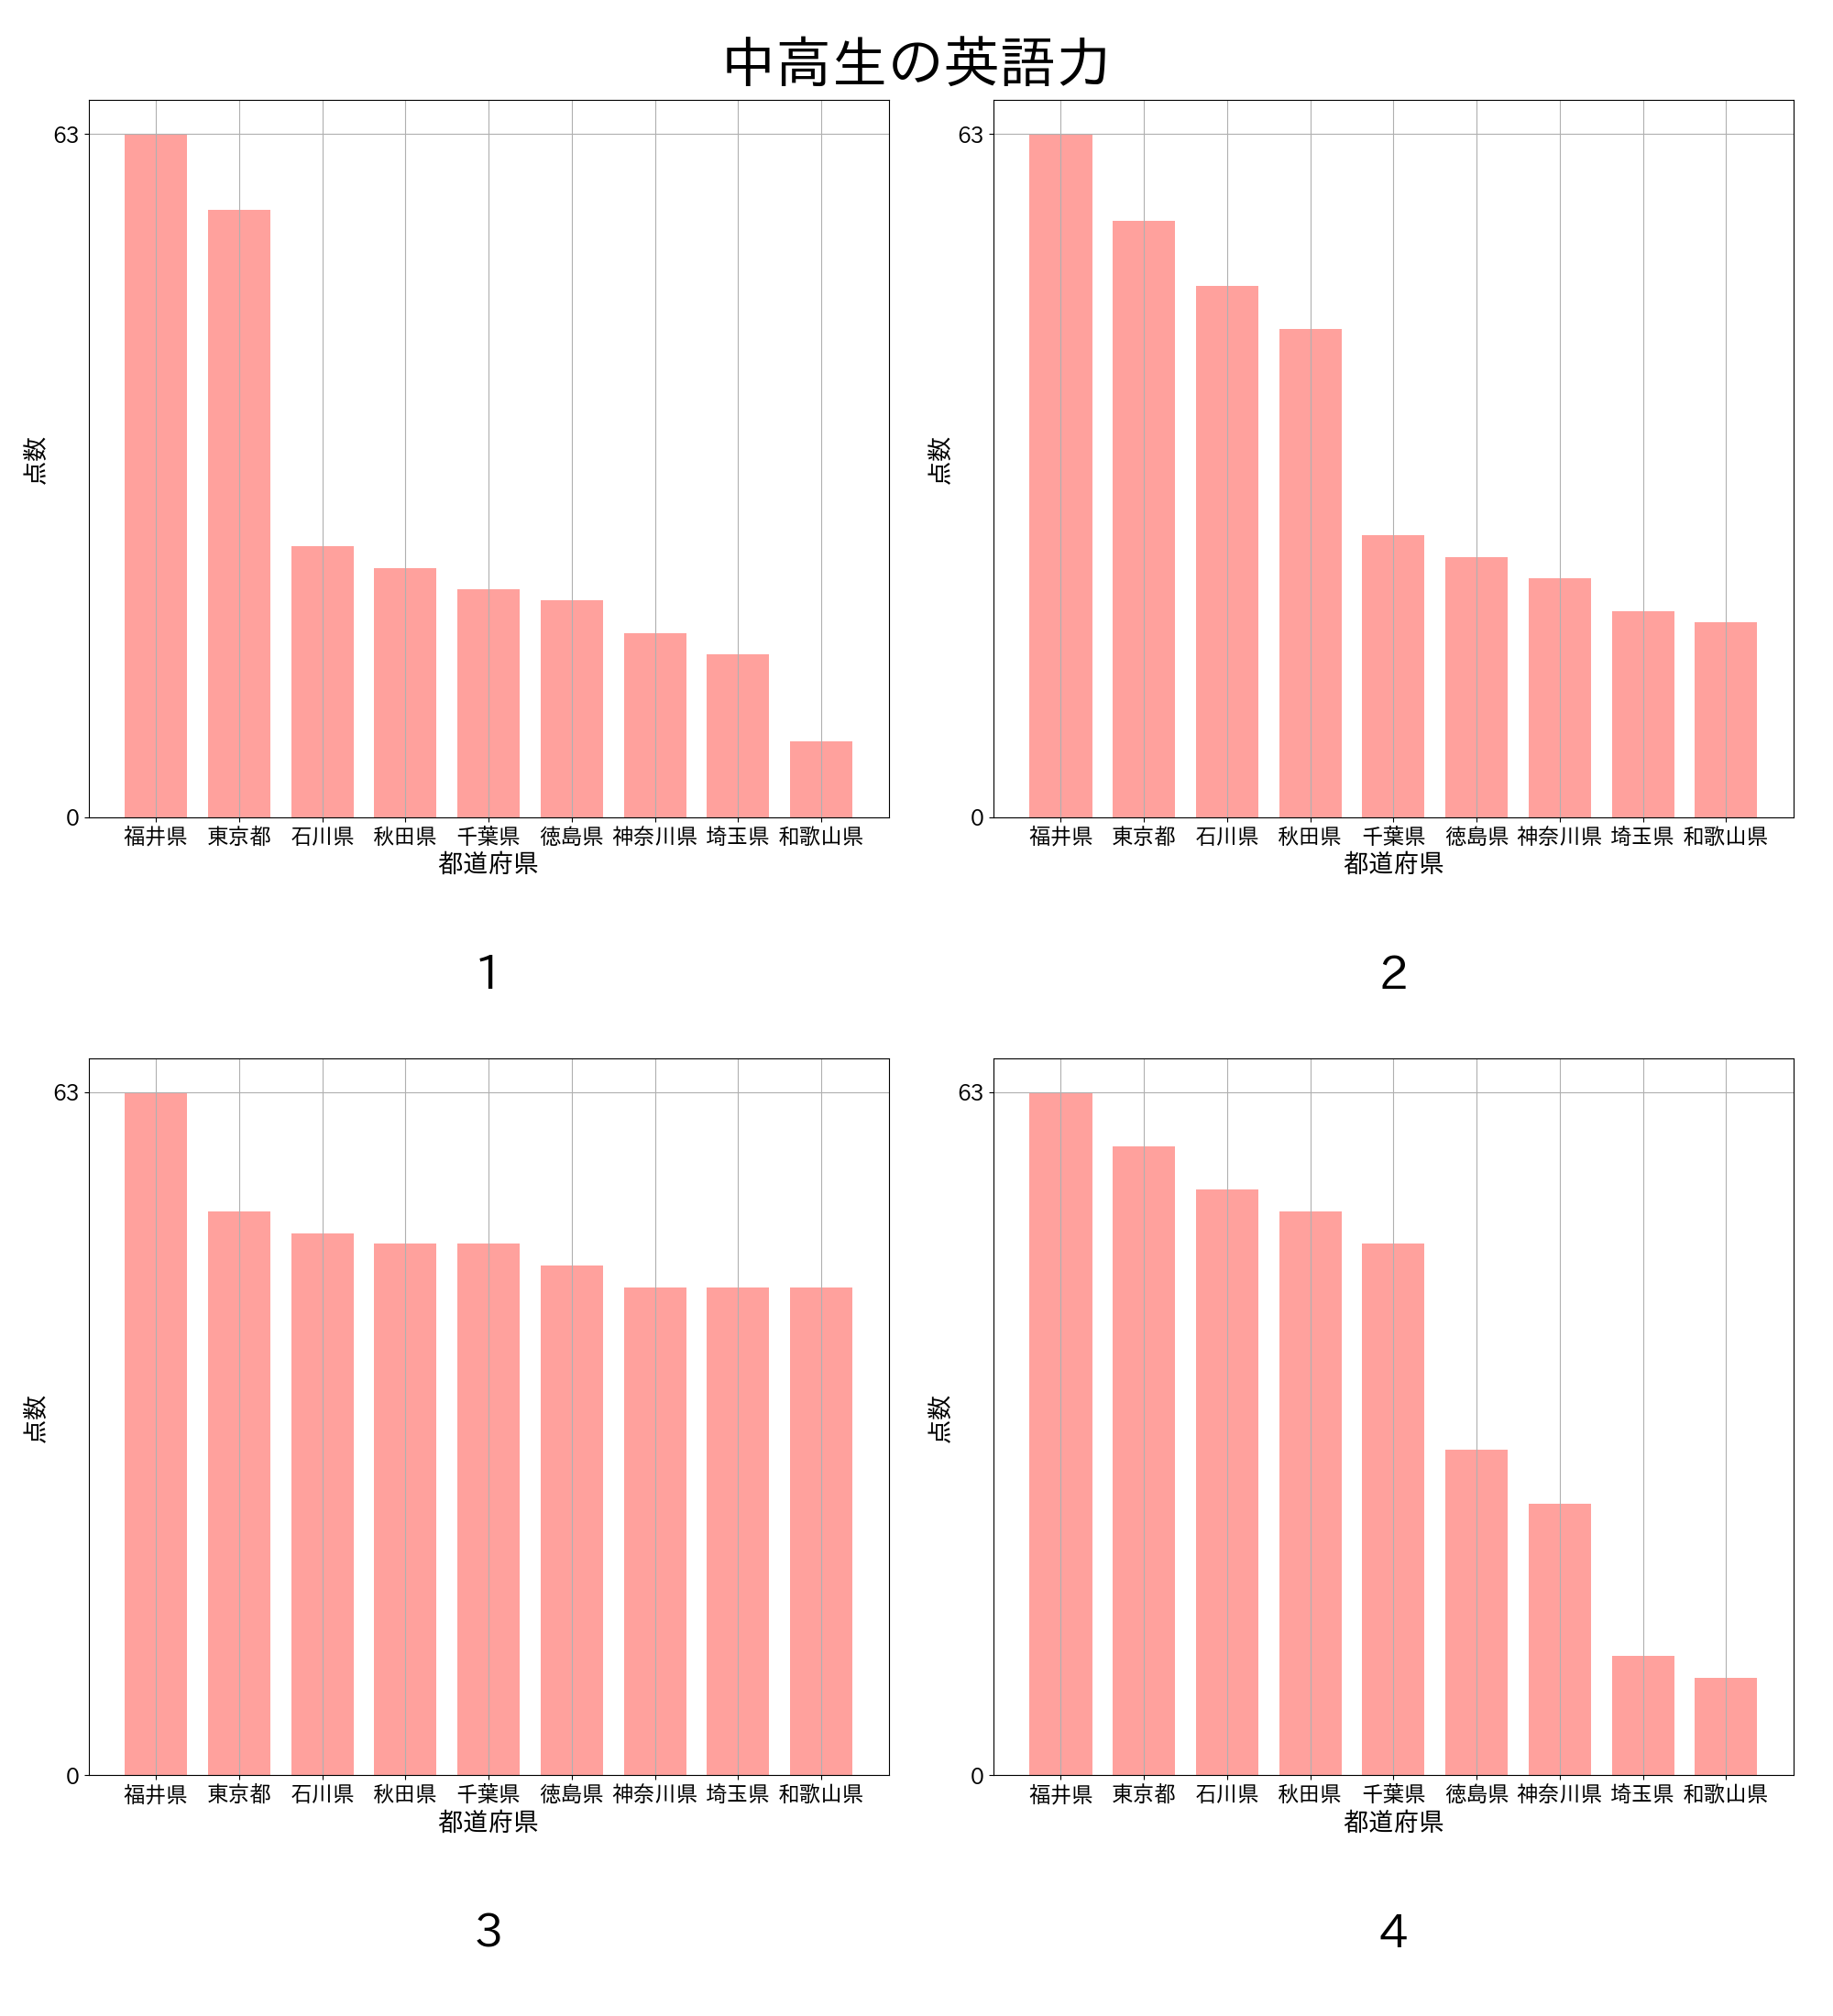 中高生の英語力
63
点数
0
福井県 東京都 石川県 秋田県 千葉県 徳島県 神奈川県 埼玉県 和歌山県
都道府県
1
63
点数
0
福井県 東京都 石川県 秋田県 千葉県 徳島県 神奈川県 埼玉県 和歌山県
都道府県
2
63
点数
0
福井県 東京都 石川県 秋田県 千葉県 徳島県 神奈川県 埼玉県 和歌山県
都道府県
3
63
点数
0
福井県 東京都 石川県 秋田県 千葉県 徳島県 神奈川県 埼玉県 和歌山県
都道府県
4